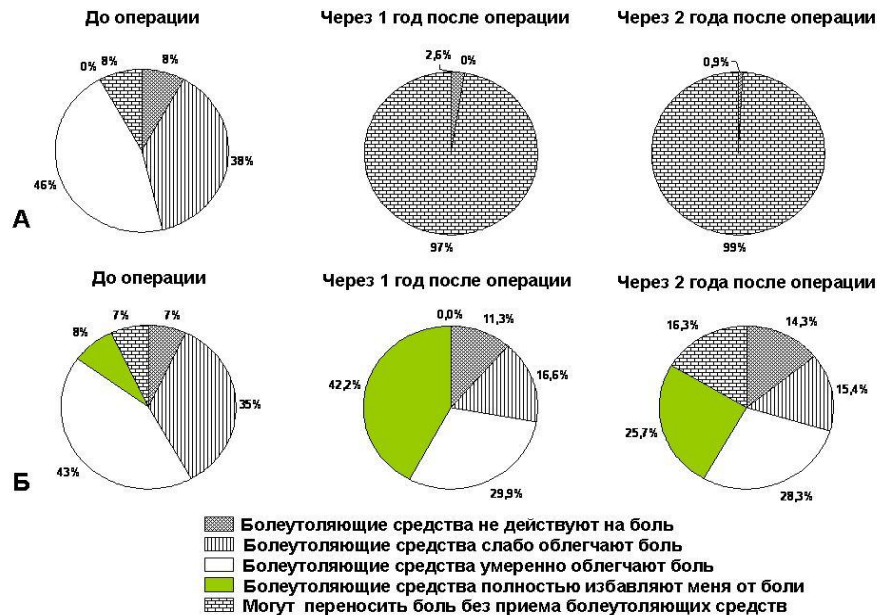 До операции
Через 1 год после операции
Через 2 года после операции
0%
8%
8%
38%
46%
2,6%
0%
97%
0,9%
99%
А
До операции
Через 1 год после операции
Через 2 года после операции
8%
7%
7%
35%
43%
0,0%
11,3%
16,6%
29,9%
42,2%
16,3%
14,3%
15,4%
28,3%
25,7%
Б
Болеутоляющие средства не действуют на боль
Болеутоляющие средства слабо облегчают боль
Болеутоляющие средства умеренно облегчают боль
Болеутоляющие средства полностью избавляют меня от боли
Могут переносить боль без приема болеутоляющих средств